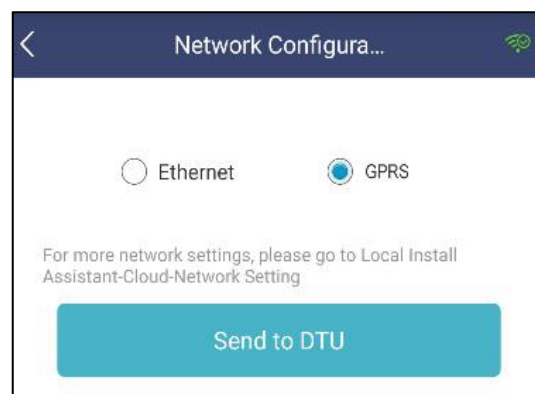 Network Configura...
Ethernet
GPRS
For more network settings, please go to Local Install
Assistant-Cloud-Network Setting
Send to DTU